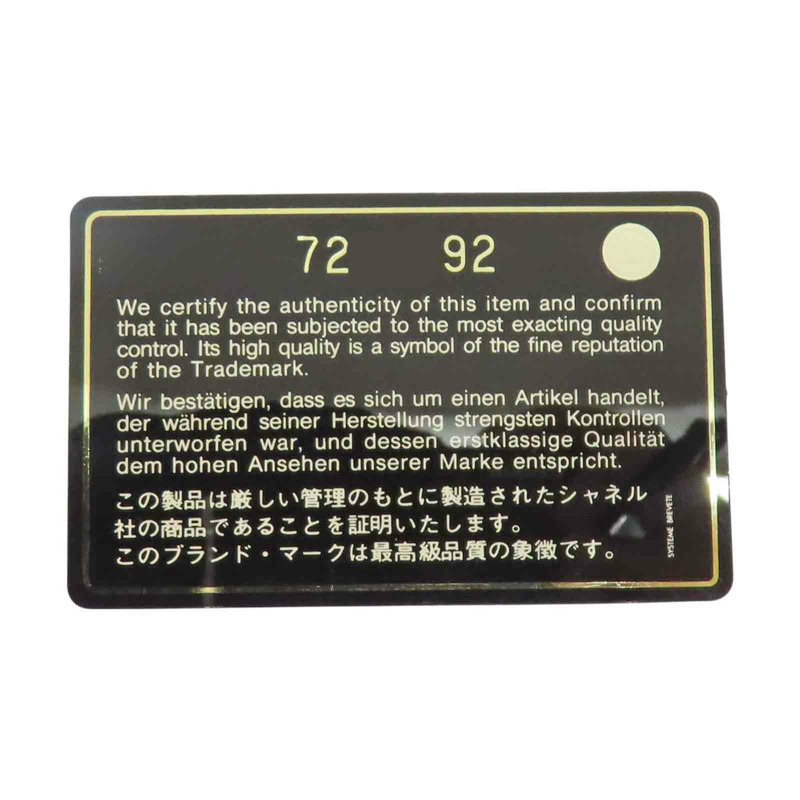 72 92
We certify the authenticity of this item and confirm
that it has been subjected to the most exacting quality
control. Its high quality is a symbol of the fine reputation
of the Trademark.
Wir bestätigen, dass es sich um einen Artikel handelt,
der während seiner Herstellung strengsten Kontrollen
unterworfen war, und dessen erstklassige Qualität
dem hohen Ansehen unserer Marke entspricht.
この製品は厳しい管理のもとに製造されたシャネル
社の商品であることを証明いたします。
このブランド・マークは最高級品質の象徴です。
SYSTEME BREVETE